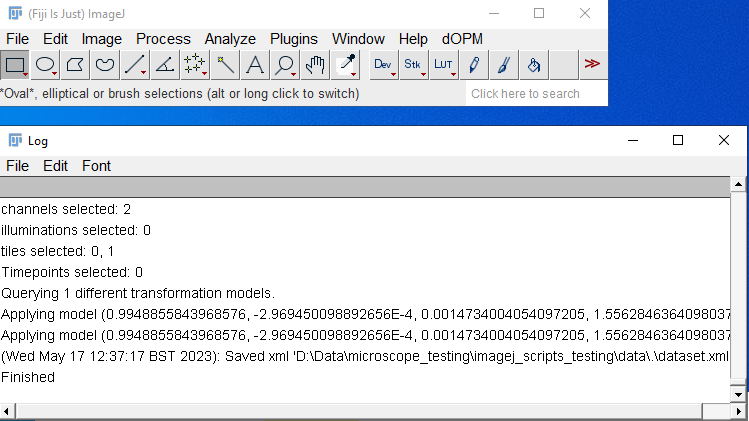 (Fiji Is Just) ImageJ
File Edit Image Process Analyze Plugins Window Help dOPM
A Dev Stk LUT >>
*Oval*, elliptical or brush selections (alt or long click to switch) Click here to search
Log
File Edit Font
channels selected: 2
illuminations selected: 0
tiles selected: 0, 1
Timepoints selected: 0
Querying 1 different transformation models.
Applying model (0.9948855843968576, -2.969450098892656E-4, 0.0014734004054097205, 1.5562846364098037
Applying model (0.9948855843968576, -2.969450098892656E-4, 0.0014734004054097205, 1.5562846364098037
(Wed May 17 12:37:17 BST 2023): Saved xml 'D:\Data\microscope_testing\imagej_scripts_testing\data\.\dataset.xml
Finished